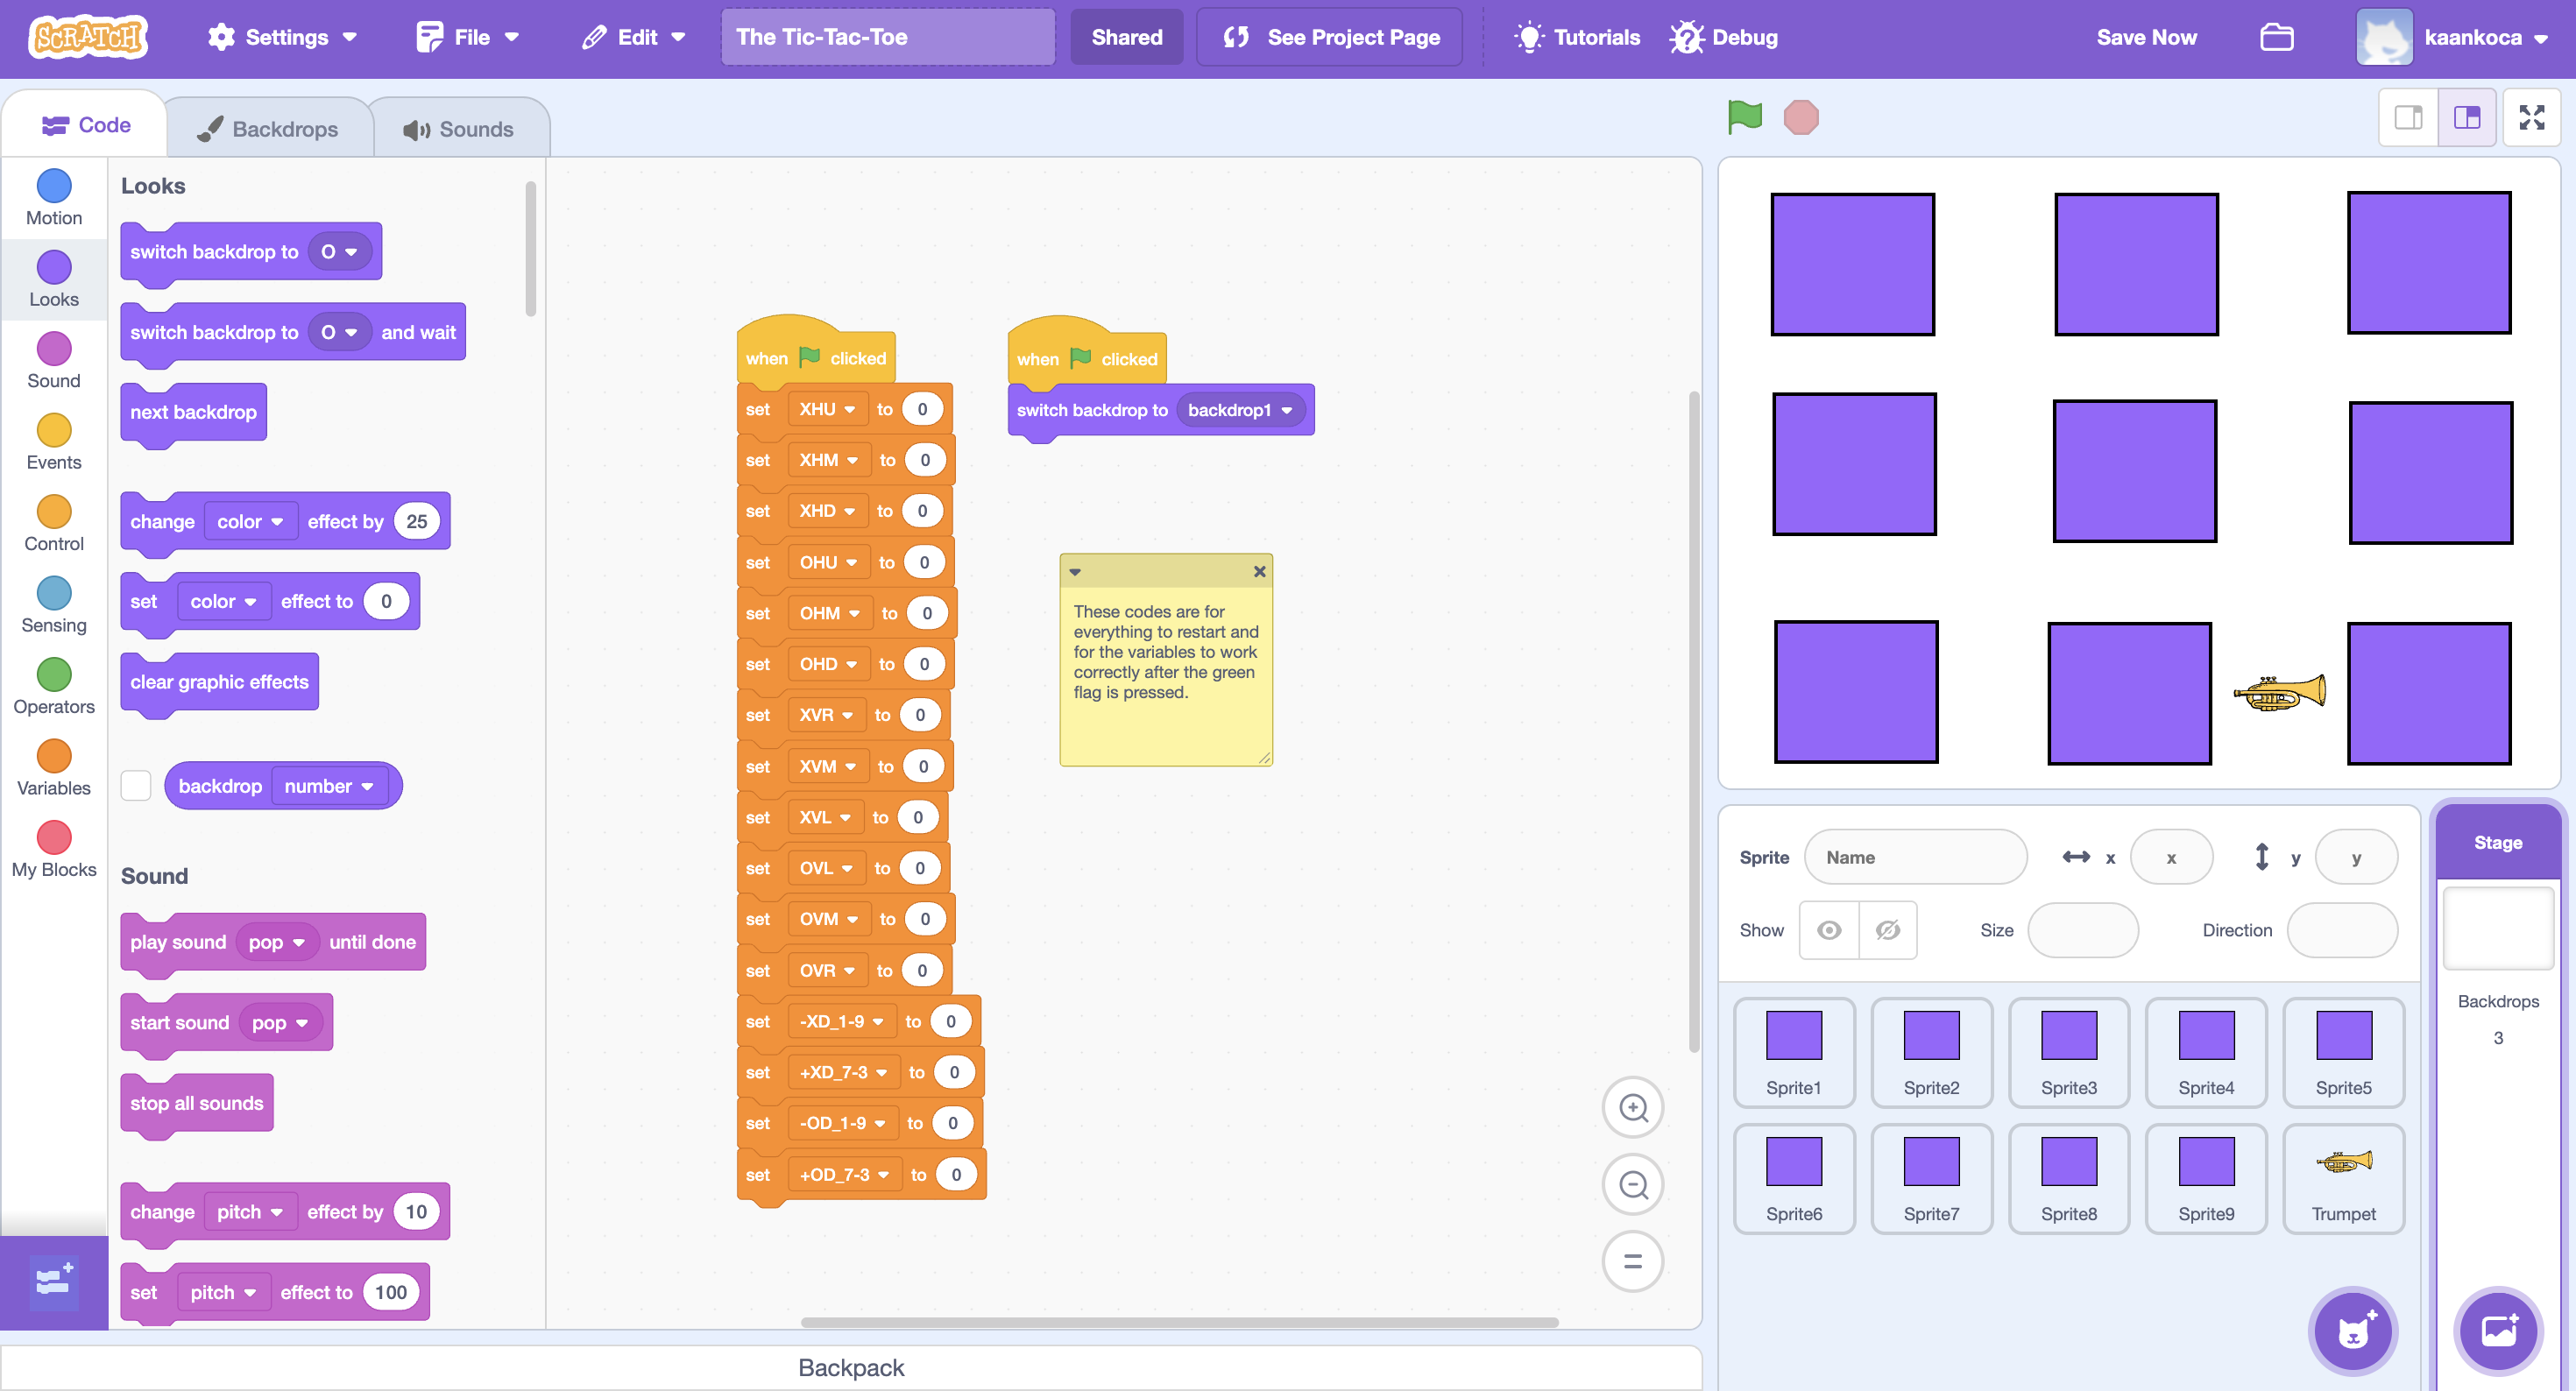 SCRATCH Settings File Edit The Tic-Tac-Toe Shared See Project Page Tutorials Debug Save Now kaankoca
Code Backdrops Sounds
Motion
Looks
Sound
Events
Control
Sensing
Operators
Variables
My Blocks
Looks
switch backdrop to O
switch backdrop to O and wait
next backdrop
change color effect by 25
set color effect to 0
clear graphic effects
backdrop number
Sound
play sound pop until done
start sound pop
stop all sounds
change pitch effect by 10
set pitch effect to 100
when clicked
set XHU to 0
set XHM to 0
set XHD to 0
set OHU to 0
set OHM to 0
set OHD to 0
set XVR to 0
set XVM to 0
set XVL to 0
set OVL to 0
set OVM to 0
set OVR to 0
set -XD_1-9 to 0
set +XD_7-3 to 0
set -OD_1-9 to 0
set +OD_7-3 to 0
when clicked
switch backdrop to backdrop1
These codes are for
everything to restart and
for the variables to work
correctly after the green
flag is pressed.
Backpack
Sprite Name x x y y
Show Size Direction
Sprite1 Sprite2 Sprite3 Sprite4 Sprite5
Sprite6 Sprite7 Sprite8 Sprite9 Trumpet
Stage
Backdrops
3